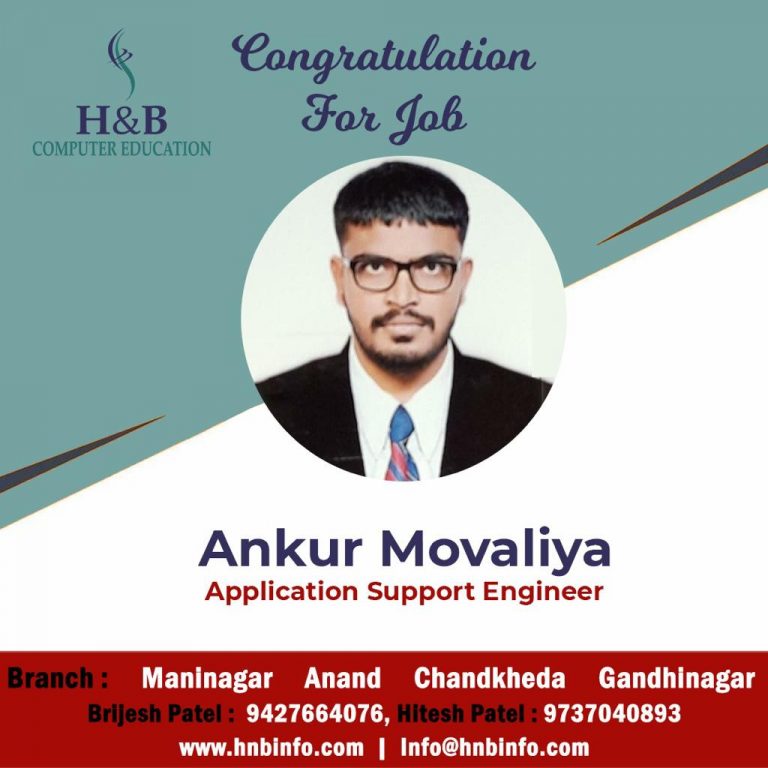 Congratulation
For Job
H&B
COMPUTER EDUCATION
Ankur Movaliya
Application Support Engineer
Branch : Maninagar Anand Chandkheda Gandhinagar
Brijesh Patel : 9427664076, Hitesh Patel : 9737040893
www.hnbinfo.com | Info@hnbinfo.com